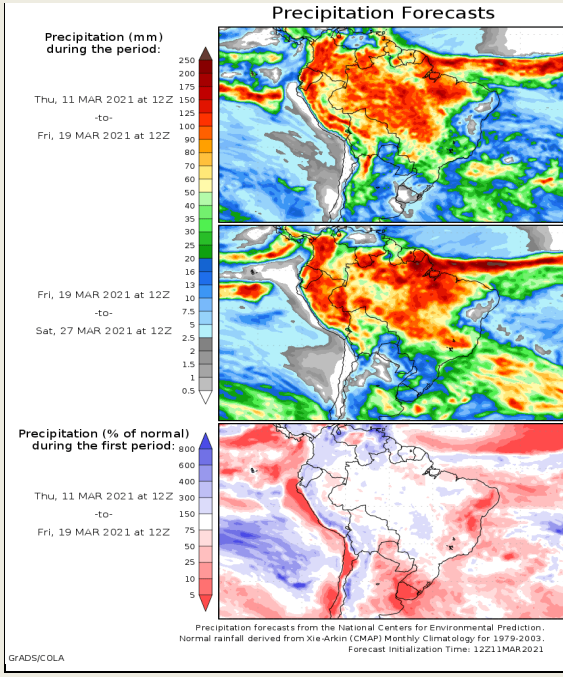 Precipitation Forecasts
Precipitation (mm)
during the period:
Thu, 11 MAR 2021 at 12Z
-to-
Fri, 19 MAR 2021 at 12Z
250
200
175
150
125
100
90
80
70
60
50
40
35
30
25
20
16
13
10
7.5
5
2.5
2
1.5
1
0.5
Fri, 19 MAR 2021 at 12Z
-to-
Sat, 27 MAR 2021 at 12Z
Precipitation (% of normal)
during the first period:
Thu, 11 MAR 2021 at 12Z
-to-
Fri, 19 MAR 2021 at 12Z
800
600
400
300
150
75
50
25
10
5
Precipitation forecasts from the National Centers for Environmental Prediction.
Normal rainfall derived from Xie-Arkin (CMAP) Monthly Climatology for 1979-2003.
Forecast Initialization Time: 12Z11MAR2021
GrADS/COLA